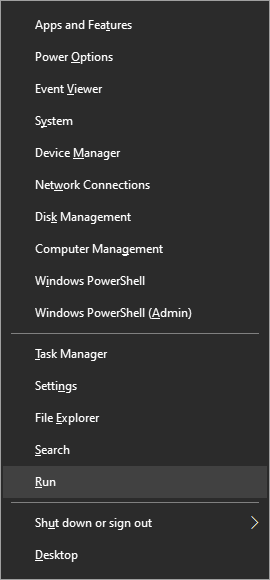 Apps and Features
Power Options
Event Viewer
System
Device Manager
Network Connections
Disk Management
Computer Management
Windows PowerShell
Windows PowerShell (Admin)
Task Manager
Settings
File Explorer
Search
Run
Shut down or sign out
Desktop